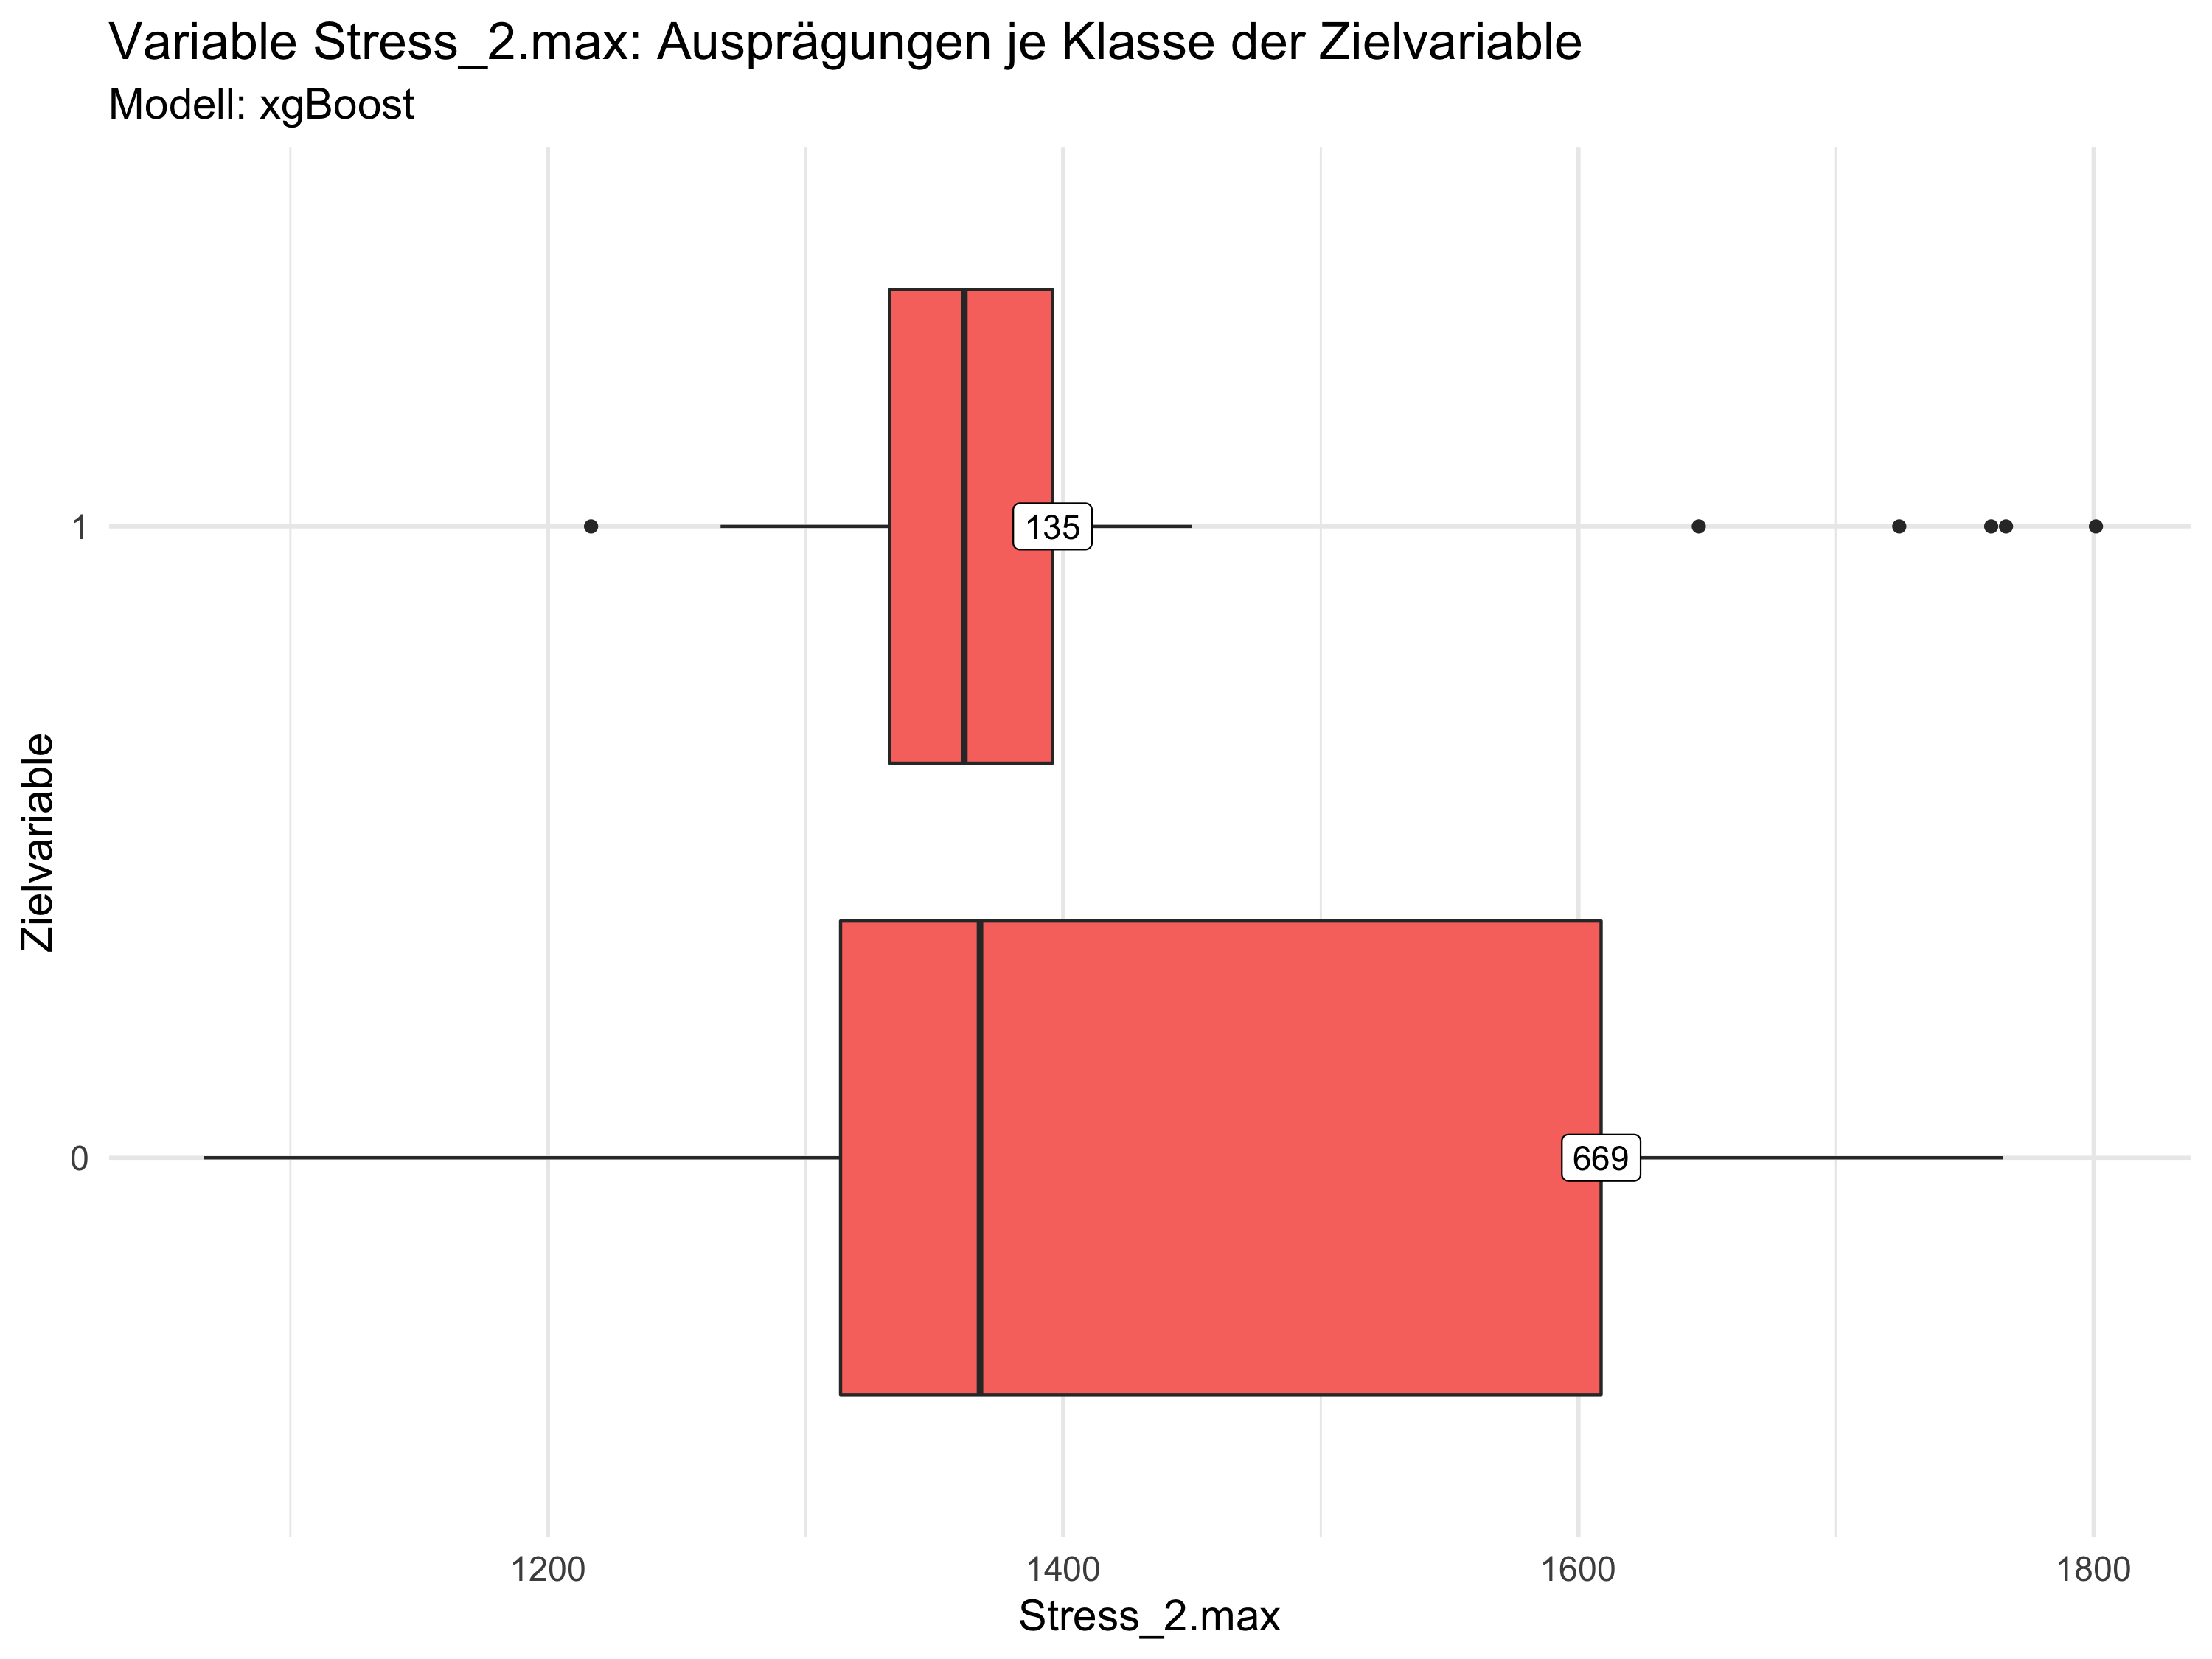 Variable Stress_2.max: Ausprägungen je Klasse der Zielvariable
Modell: xgBoost
Zielvariable
1
135
0
669
1200 1400 1600 1800
Stress_2.max